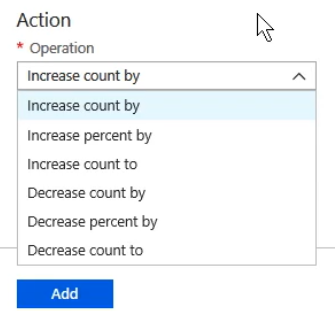 Action
* Operation
Increase count by
Increase count by
Increase percent by
Increase count to
Decrease count by
Decrease percent by
Decrease count to
Add